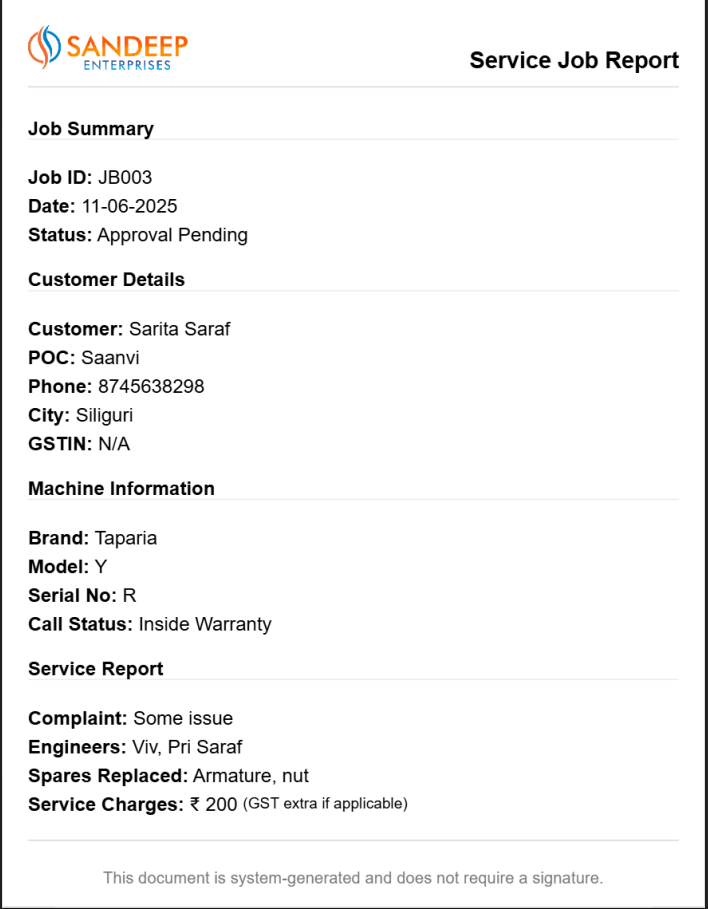 SANDEEP
ENTERPRISES
Service Job Report
Job Summary
Job ID: JB003
Date: 11-06-2025
Status: Approval Pending
Customer Details
Customer: Sarita Saraf
POC: Saanvi
Phone: 8745638298
City: Siliguri
GSTIN: N/A
Machine Information
Brand: Taparia
Model: Y
Serial No: R
Call Status: Inside Warranty
Service Report
Complaint: Some issue
Engineers: Viv, Pri Saraf
Spares Replaced: Armature, nut
Service Charges: ₹ 200 (GST extra if applicable)
This document is system-generated and does not require a signature.